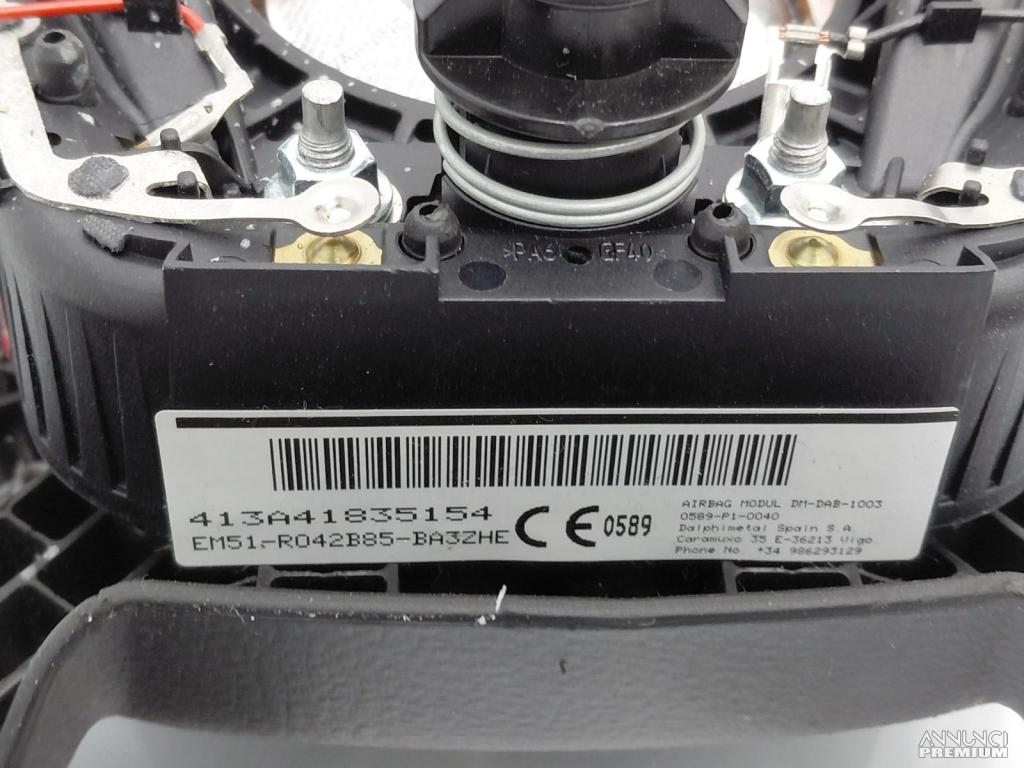 WARNING
>PA6 GF40<
413A41835154
EM51-R042B85-BA3ZHE
CE 0589
AIRBAG MODUL DM-DAB-1003
0589-P1-0040
Dalphimetal Spain S.A.
Caramuxo 35 E-36213 Vigo.
Phone No. +34 986293129
ANNUNCI
PREMIUM